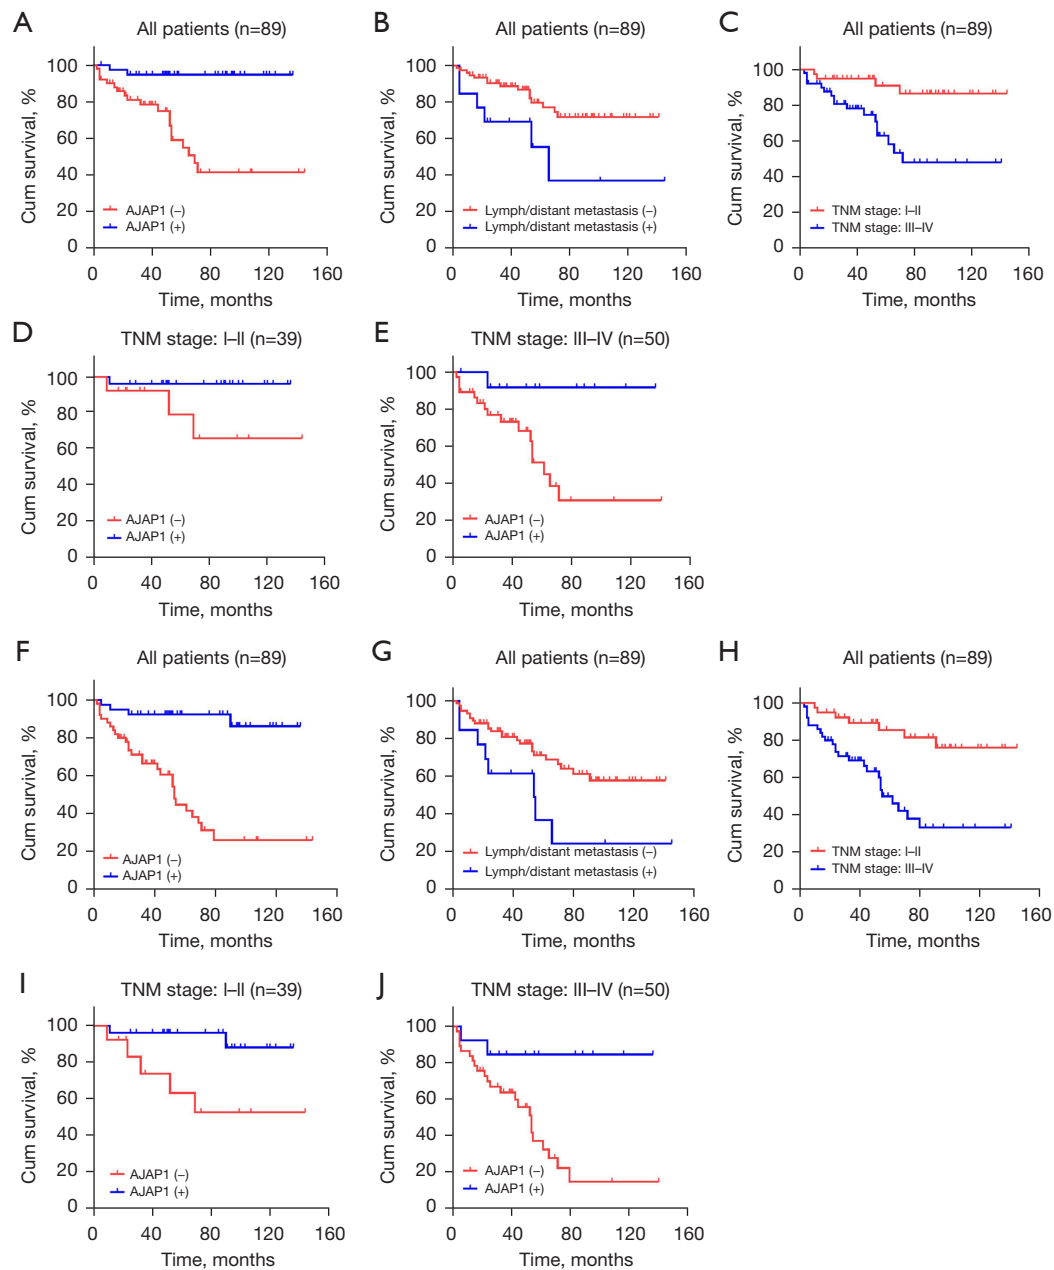 A
All patients (n=89)
Cum survival, %
100
80
60
40
20
0
AJAP1 (–)
AJAP1 (+)
0 40 80 120 160
Time, months
B
All patients (n=89)
Cum survival, %
100
80
60
40
20
0
Lymph/distant metastasis (–)
Lymph/distant metastasis (+)
0 40 80 120 160
Time, months
C
All patients (n=89)
Cum survival, %
100
80
60
40
20
0
TNM stage: I–II
TNM stage: III–IV
0 40 80 120 160
Time, months
D
TNM stage: I–II (n=39)
Cum survival, %
100
80
60
40
20
0
AJAP1 (–)
AJAP1 (+)
0 40 80 120 160
Time, months
E
TNM stage: III–IV (n=50)
Cum survival, %
100
80
60
40
20
0
AJAP1 (–)
AJAP1 (+)
0 40 80 120 160
Time, months
F
All patients (n=89)
Cum survival, %
100
80
60
40
20
0
AJAP1 (–)
AJAP1 (+)
0 40 80 120 160
Time, months
G
All patients (n=89)
Cum survival, %
100
80
60
40
20
0
Lymph/distant metastasis (–)
Lymph/distant metastasis (+)
0 40 80 120 160
Time, months
H
All patients (n=89)
Cum survival, %
100
80
60
40
20
0
TNM stage: I–II
TNM stage: III–IV
0 40 80 120 160
Time, months
I
TNM stage: I–II (n=39)
Cum survival, %
100
80
60
40
20
0
AJAP1 (–)
AJAP1 (+)
0 40 80 120 160
Time, months
J
TNM stage: III–IV (n=50)
Cum survival, %
100
80
60
40
20
0
AJAP1 (–)
AJAP1 (+)
0 40 80 120 160
Time, months